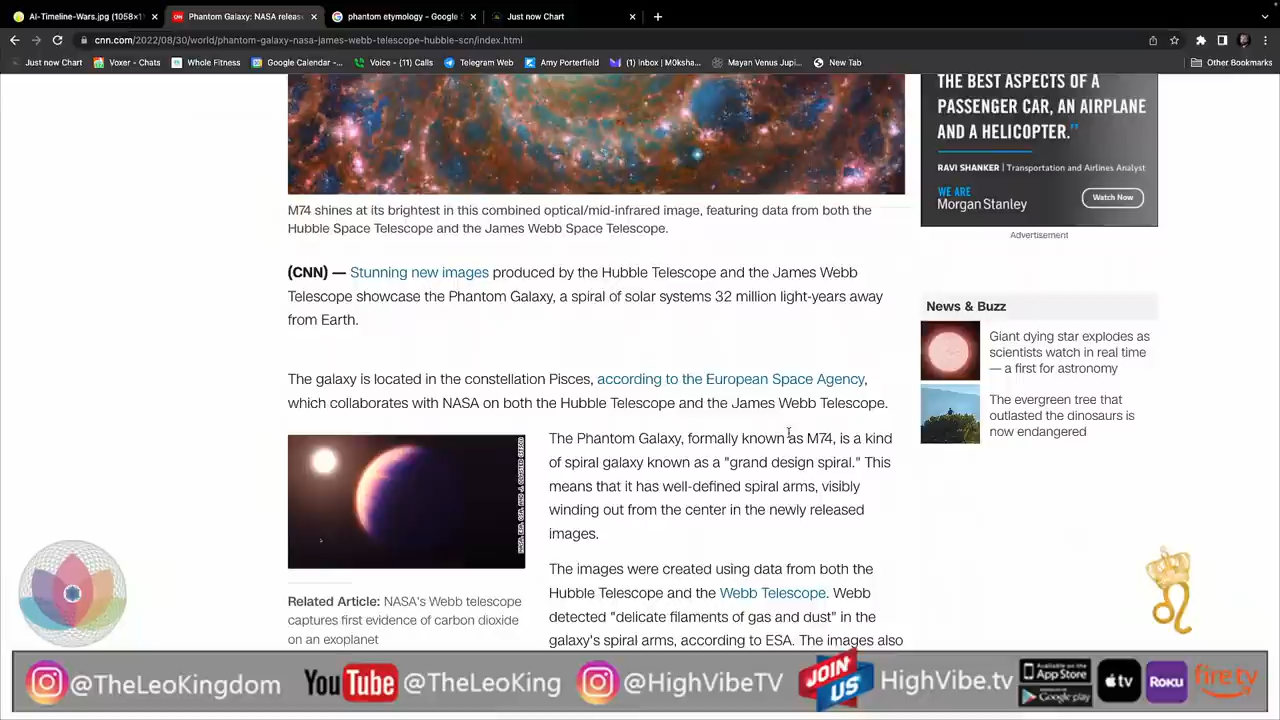 AI-Timeline-Wars.jpg (1058×1
Phantom Galaxy: NASA releas
phantom etymology - Google S
Just now Chart
cnn.com/2022/08/30/world/phantom-galaxy-nasa-james-webb-telescope-hubble-scn/index.html
Just now Chart
Voxer - Chats
Whole Fitness
Google Calendar -...
Voice - (11) Calls
Telegram Web
Amy Porterfield
(1 inbox) | M0ksha...
Mayan Venus Jupi...
New Tab
Other Bookmarks
THE BEST ASPECTS OF A
PASSENGER CAR, AN AIRPLANE
AND A HELICOPTER.”
RAVI SHANKER | Transportation and Airlines Analyst
WE ARE
Morgan Stanley
Watch Now
Advertisement
M74 shines at its brightest in this combined optical/mid-infrared image, featuring data from both the
Hubble Space Telescope and the James Webb Space Telescope.
(CNN) — Stunning new images produced by the Hubble Telescope and the James Webb
Telescope showcase the Phantom Galaxy, a spiral of solar systems 32 million light-years away
from Earth.
News & Buzz
Giant dying star explodes as
scientists watch in real time
— a first for astronomy
The evergreen tree that
outlasted the dinosaurs is
now endangered
The galaxy is located in the constellation Pisces, according to the European Space Agency,
which collaborates with NASA on both the Hubble Telescope and the James Webb Telescope.
The Phantom Galaxy, formally known as M74, is a kind
of spiral galaxy known as a "grand design spiral." This
means that it has well-defined spiral arms, visibly
winding out from the center in the newly released
images.
Related Article: NASA's Webb telescope
captures first evidence of carbon dioxide
on an exoplanet
The images were created using data from both the
Hubble Telescope and the Webb Telescope. Webb
detected "delicate filaments of gas and dust" in the
galaxy's spiral arms, according to ESA. The images also
@TheLeoKingdom
YouTube @TheLeoKing
@HighVibeTV
JOIN US
HighVibe.tv
Available on the
App Store
Google play
tv
Roku
fire tv